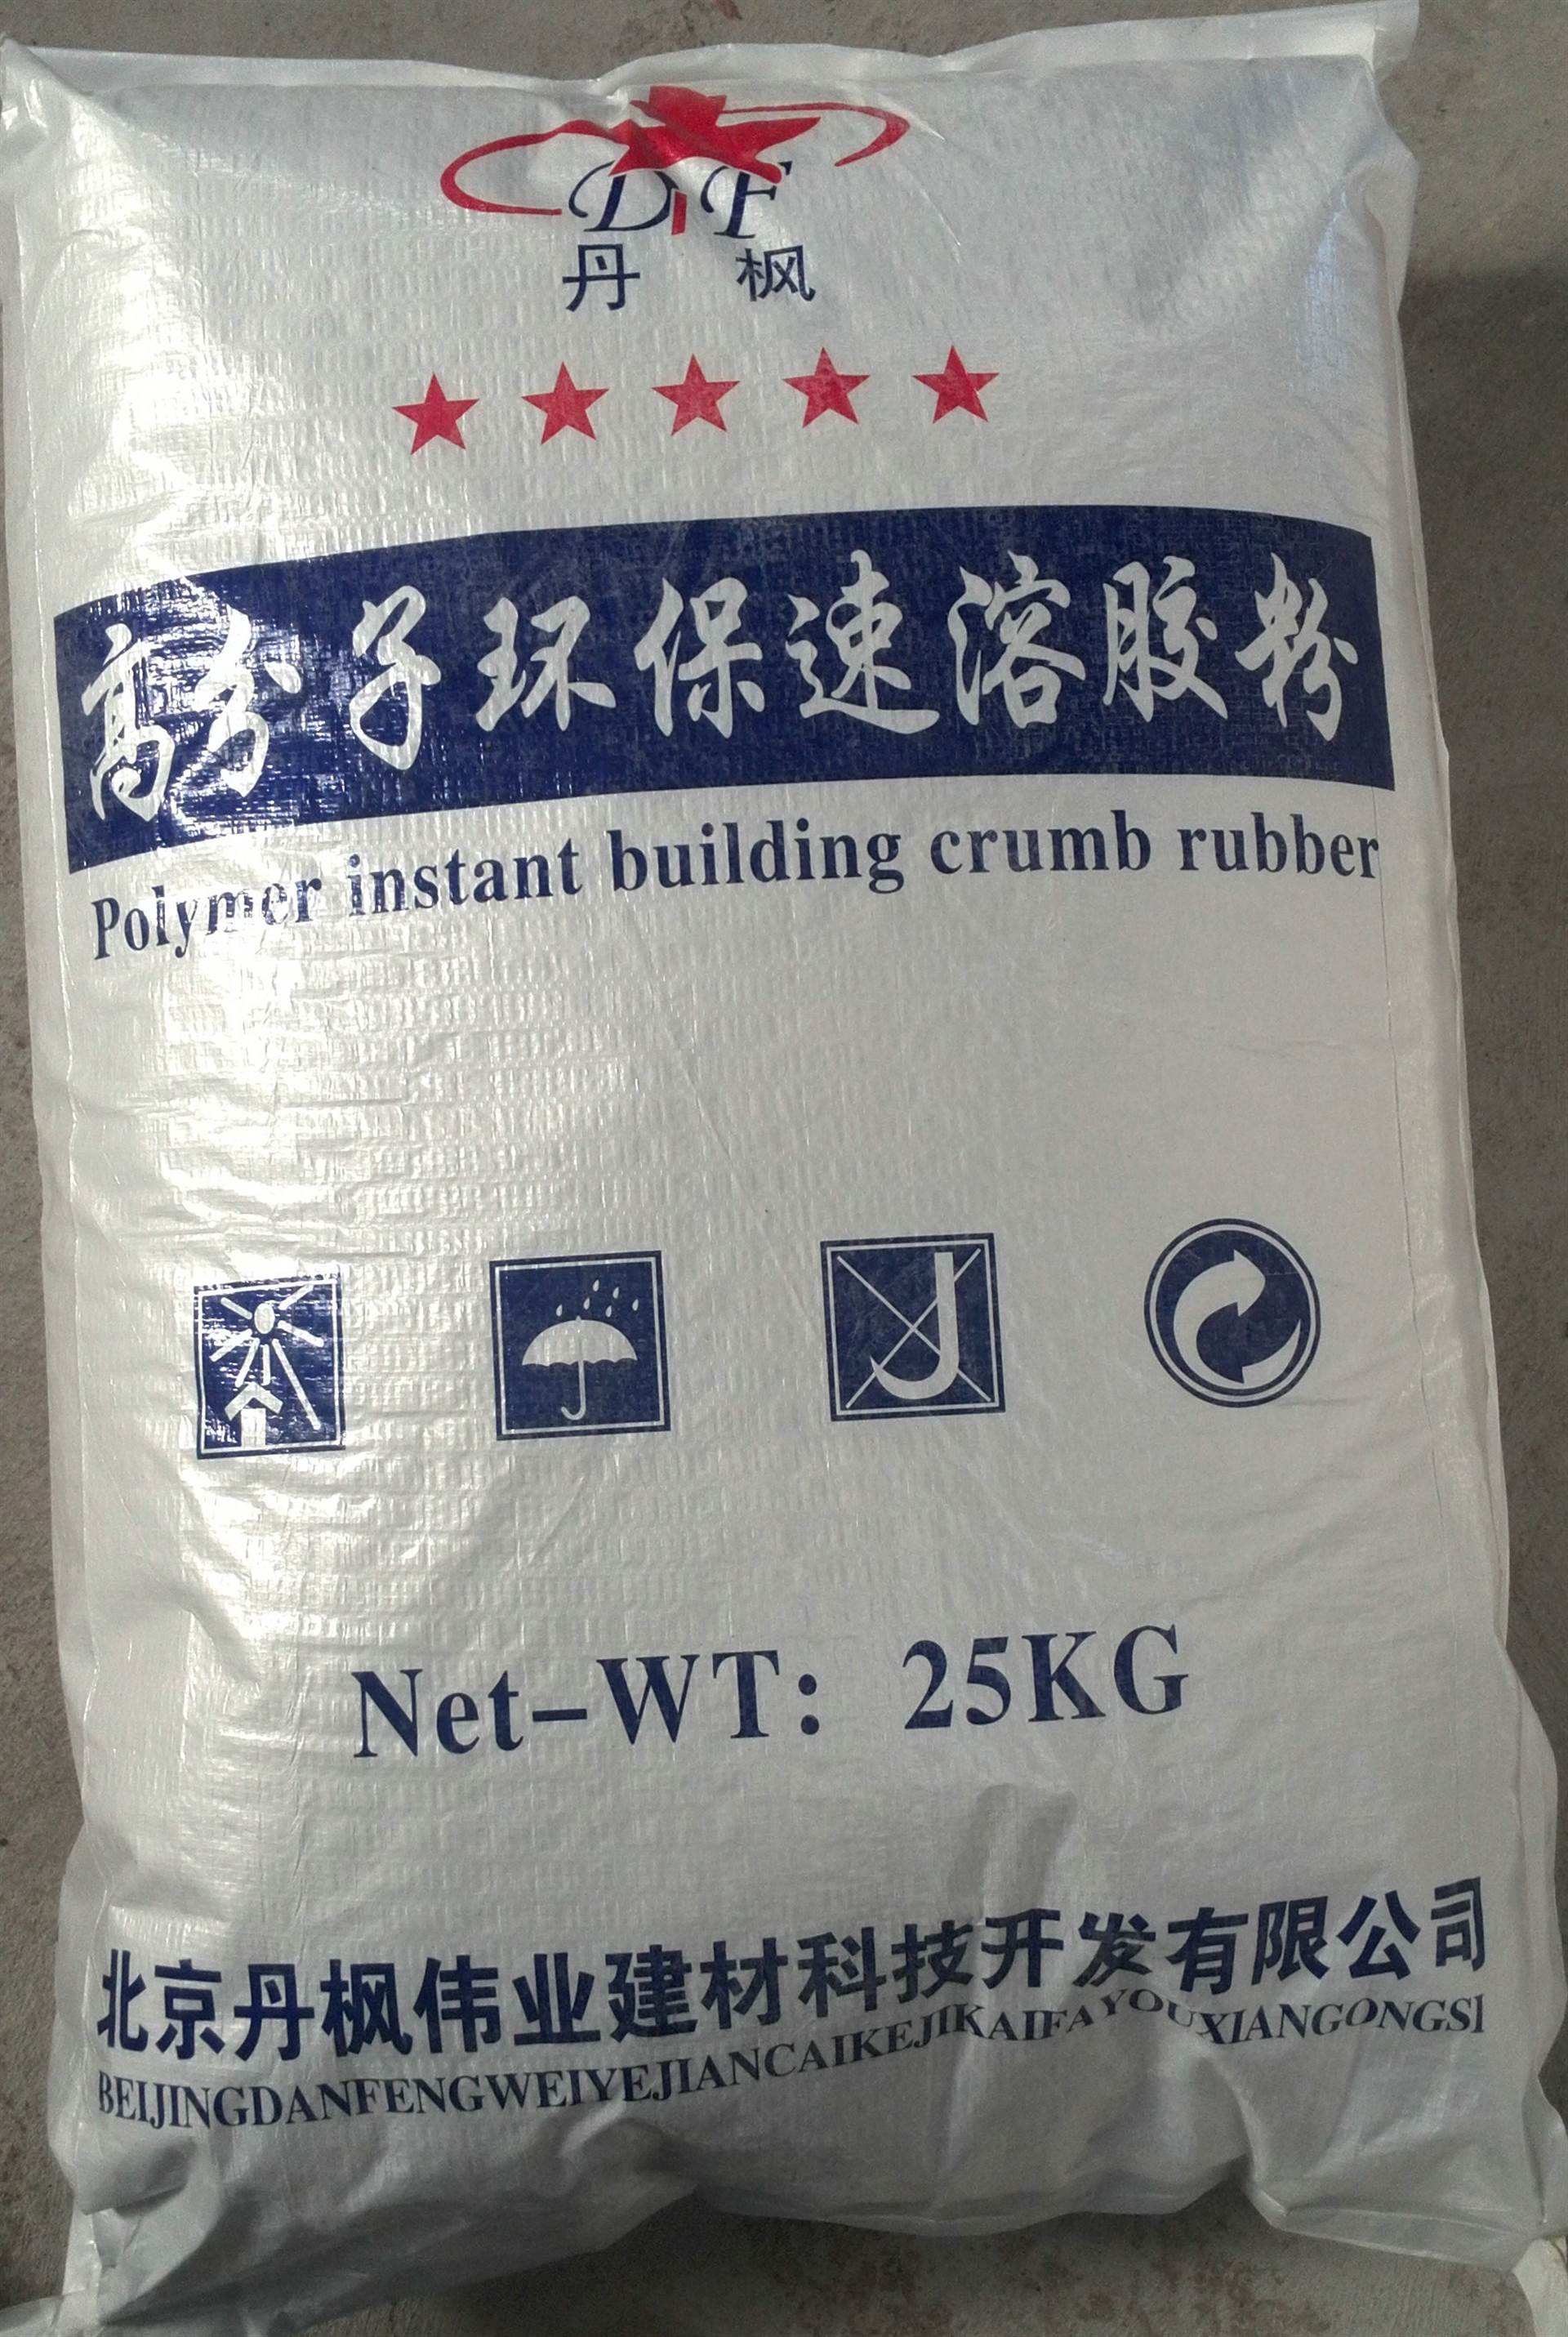 DF
丹 枫
高分子环保速溶胶粉
Polymer instant building crumb rubber
Net-WT: 25KG
北京丹枫伟业建材科技开发有限公司
BEIJINGDANFENGWEIYEJIANCAIKEJIKAIFAYOUXIANGONGSI